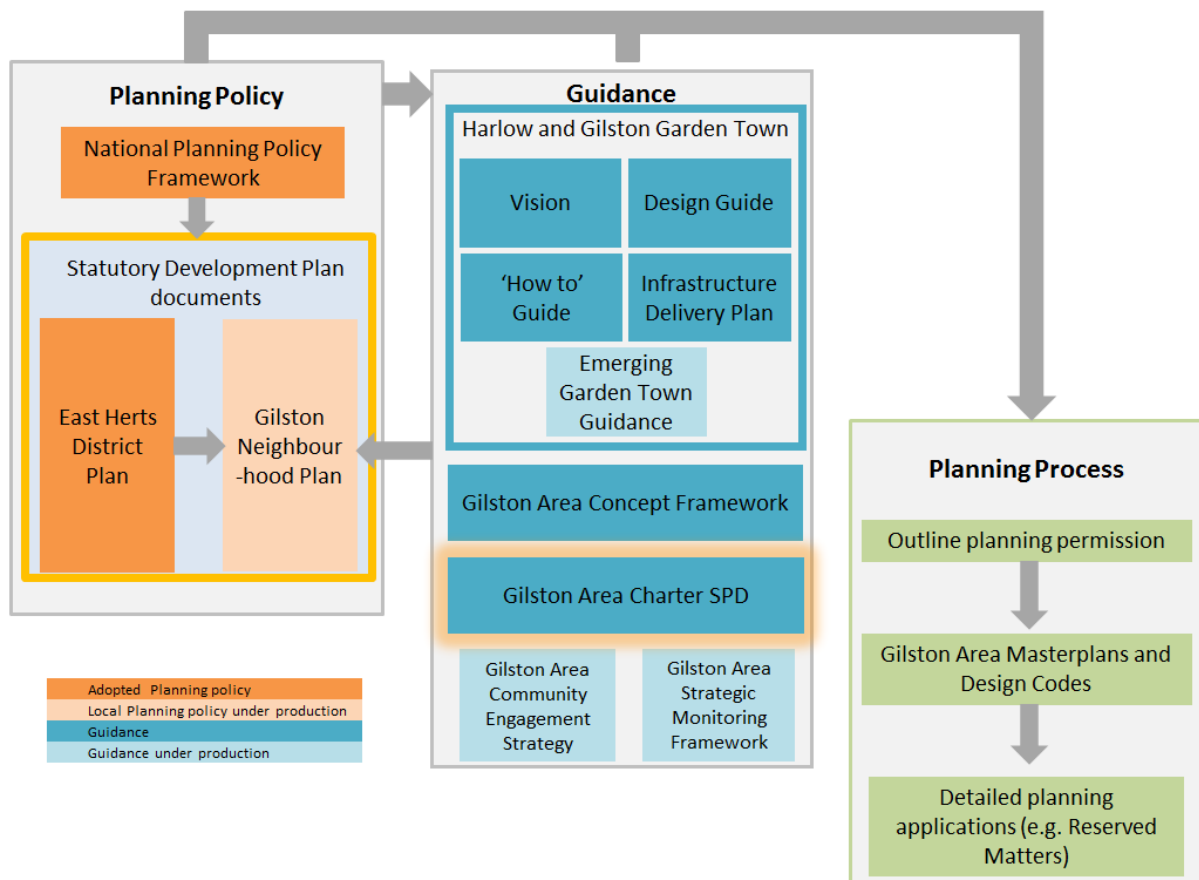 Planning Policy
National Planning Policy
Framework
Statutory Development Plan
documents
East Herts
District
Plan
Gilston
Neighbour
-hood Plan
Adopted Planning policy
Local Planning policy under production
Guidance
Guidance under production
Guidance
Harlow and Gilston Garden Town
Vision
Design Guide
‘How to’
Guide
Infrastructure
Delivery Plan
Emerging
Garden Town
Guidance
Gilston Area Concept Framework
Gilston Area Charter SPD
Gilston Area
Community
Engagement
Strategy
Gilston Area
Strategic
Monitoring
Framework
Planning Process
Outline planning permission
Gilston Area Masterplans and
Design Codes
Detailed planning
applications (e.g. Reserved
Matters)